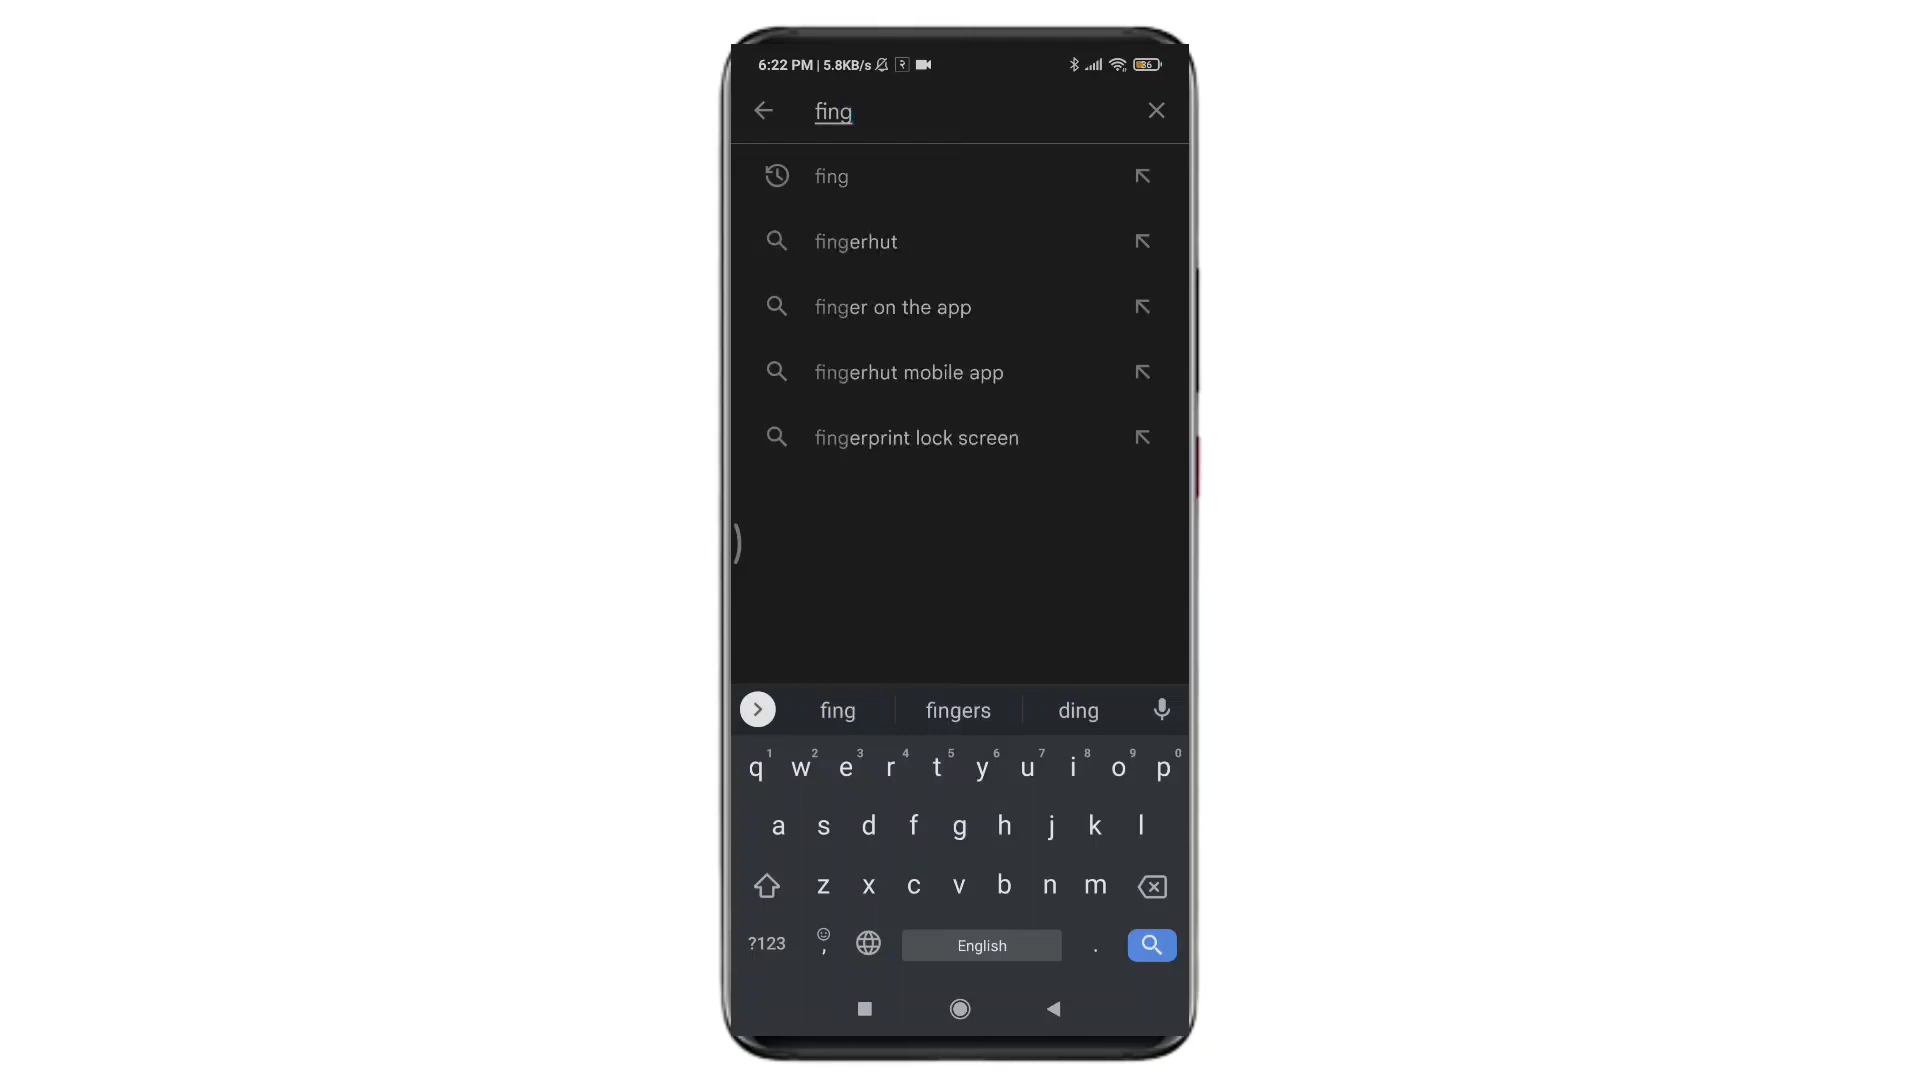 6:22 PM | 5.8KB/s 36
fing
fing
fingerhut
finger on the app
fingerhut mobile app
fingerprint lock screen
fing fingers ding
1 2 3 4 5 6 7 8 9 0
q w e r t y u i o p
a s d f g h j k l
z x c v b n m
?123 , English .